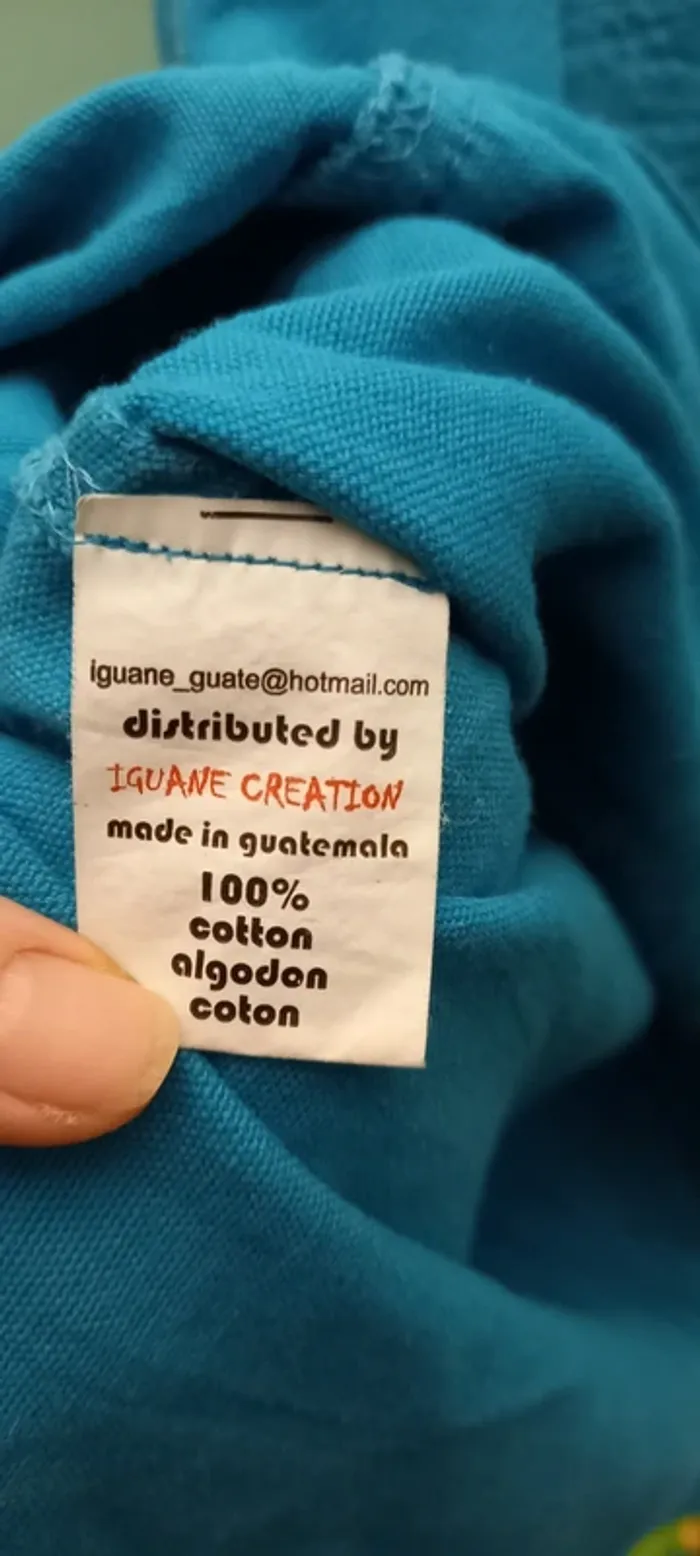 iguane_guate@hotmail.com
distributed by
IGUANE CREATION
made in guatemala
100%
cotton
algodon
coton